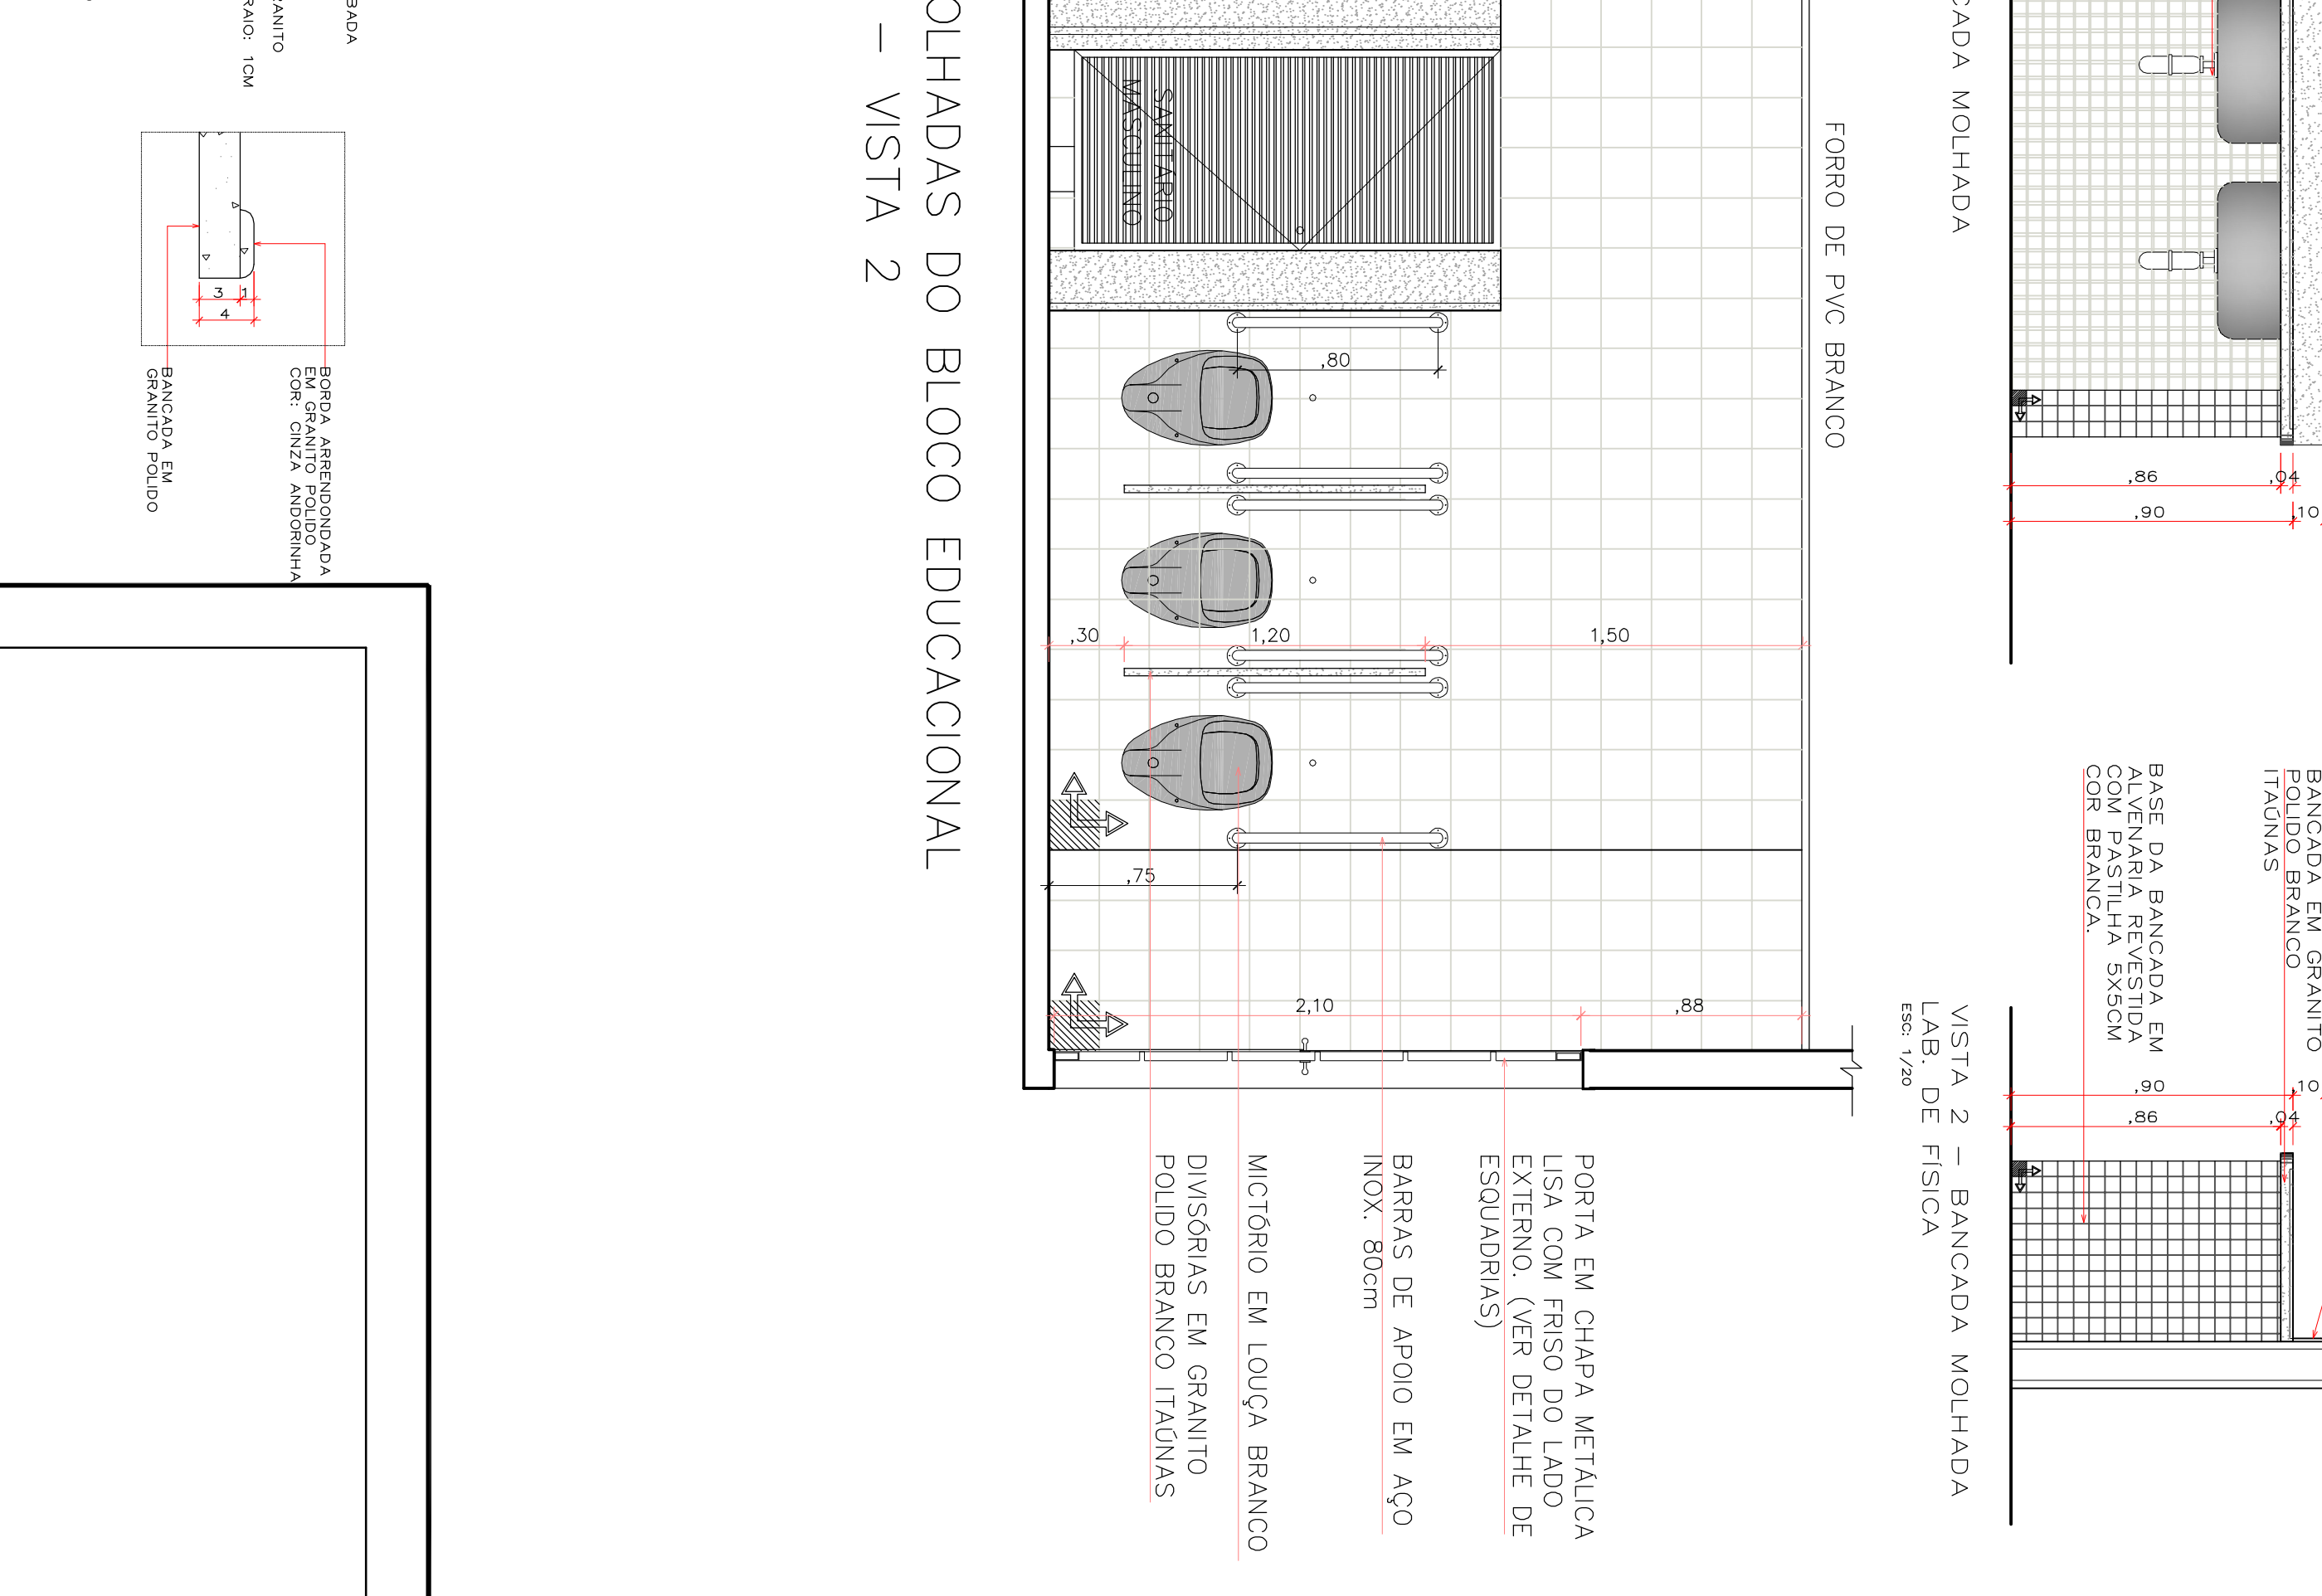 CADA MOLHADA
,86
,04
,90
,10
BANCADA EM GRANITO
POLIDO BRANCO
ITAÚNAS
BASE DA BANCADA EM
ALVENARIA REVESTIDA
COM PASTILHA 5X5CM
COR BRANCA.
,90
,10
,86
,04
VISTA 2 – BANCADA MOLHADA
LAB. DE FÍSICA
ESC: 1/20
FORRO DE PVC BRANCO
SANITÁRIO
MASCULINO
,80
,30
1,20
1,50
,75
2,10
,88
PORTA EM CHAPA METÁLICA
LISA COM FRISO DO LADO
EXTERNO. (VER DETALHE DE
ESQUADRIAS)
BARRAS DE APOIO EM AÇO
INOX. 80cm
MICTÓRIO EM LOUÇA BRANCO
DIVISÓRIAS EM GRANITO
POLIDO BRANCO ITAÚNAS
OLHADAS DO BLOCO EDUCACIONAL
– VISTA 2
BADA
RANITO
RAIO: 1CM
3
1
4
BORDA ARRENDONDADA
EM GRANITO POLIDO
COR: CINZA ANDORINHA
BANCADA EM
GRANITO POLIDO